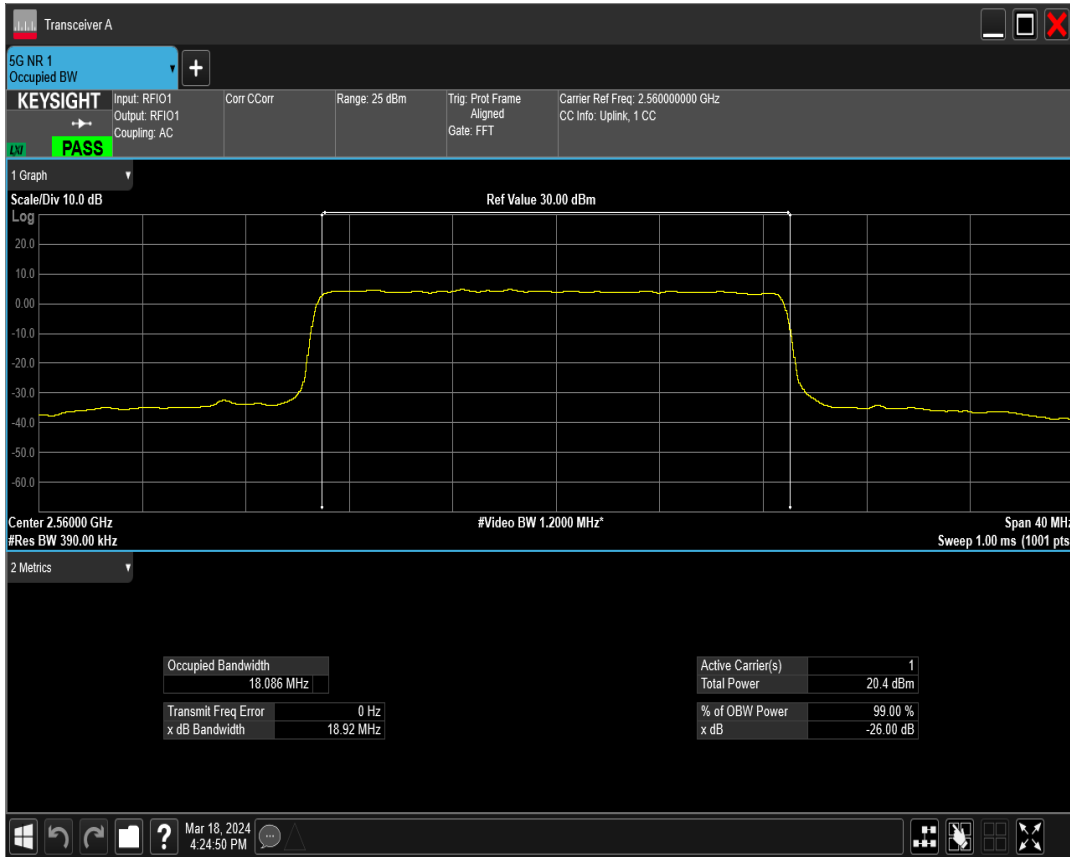 Transceiver A
5G NR 1
Occupied BW
KEYSIGHT
LXI
PASS
Input: RFIO1
Output: RFIO1
Coupling: AC
Corr CCorr
Range: 25 dBm
Trig: Prot Frame
Aligned
Gate: FFT
Carrier Ref Freq: 2.560000000 GHz
CC Info: Uplink, 1 CC
1 Graph
Scale/Div 10.0 dB
Ref Value 30.00 dBm
Log
20.0
10.0
0.00
-10.0
-20.0
-30.0
-40.0
-50.0
-60.0
Center 2.56000 GHz
#Video BW 1.2000 MHz*
Span 40 MHz
#Res BW 390.00 kHz
Sweep 1.00 ms (1001 pts
2 Metrics
Occupied Bandwidth
18.086 MHz
Transmit Freq Error 0 Hz
x dB Bandwidth 18.92 MHz
Active Carrier(s) 1
Total Power 20.4 dBm
% of OBW Power 99.00 %
x dB -26.00 dB
?
Mar 18, 2024
4:24:50 PM